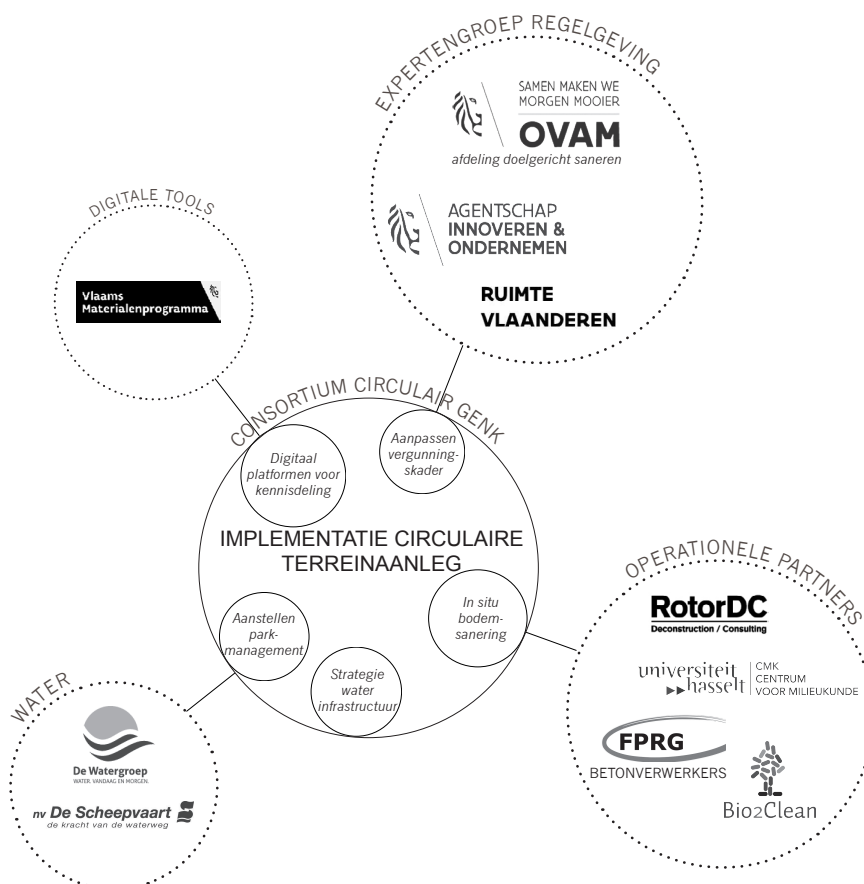 EXPERTENGROEP REGELGEVING
SAMEN MAKEN WE
MORGEN MOOIER
OVAM
afdeling doelgericht saneren
AGENTSCHAP
INNOVEREN &
ONDERNEMEN
RUIMTE
VLAANDEREN
DIGITALE TOOLS
Vlaams
Materialenprogramma
CONSORTIUM CIRCULAIR GENK
Digitaal
platformen voor
kennisdeling
Aanpassen
vergunning-
skader
IMPLEMENTATIE CIRCULAIRE
TERREINAANLEG
Aanstellen
park-
management
Strategie
water
infrastructuur
In situ
bodem-
sanering
OPERATIONELE PARTNERS
RotorDC
Deconstruction / Consulting
universiteit
hasselt
CMK
CENTRUM
VOOR MILIEUKUNDE
FPRG
BETONVERWERKERS
Bio2Clean
WATER
De Watergroep
WATER. VANDAAG EN MORGEN.
nv De Scheepvaart
de kracht van de waterweg